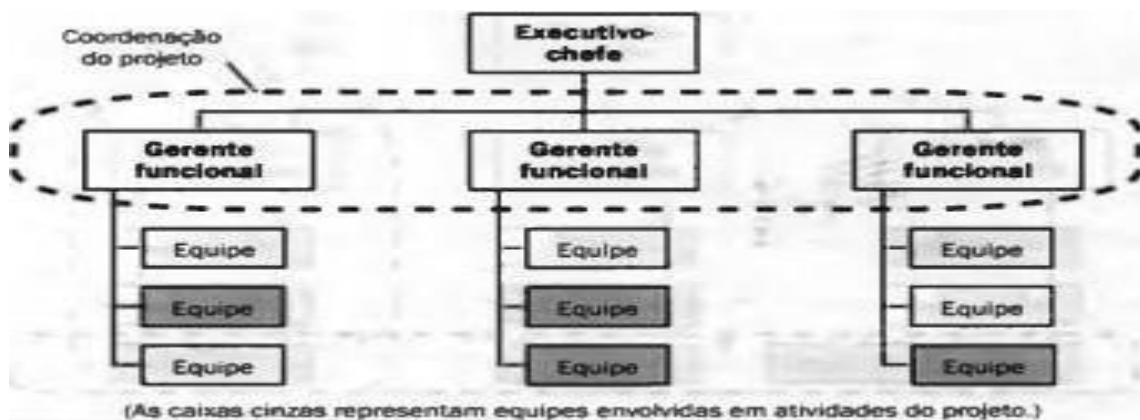 Coordenação
do projeto
Executivo-
chefe
Gerente
funcional
Gerente
funcional
Gerente
funcional
Equipe
Equipe
Equipe
Equipe
Equipe
Equipe
Equipe
Equipe
Equipe
(As caixas cinzas representam equipes envolvidas em atividades do projeto.)